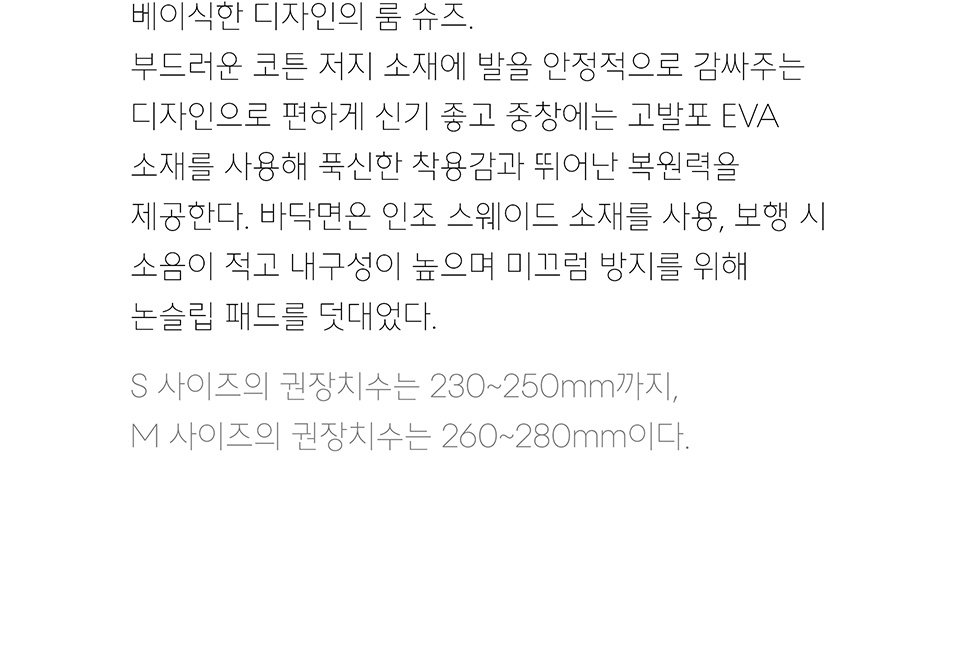 베이식한 디자인의 룸 슈즈.
부드러운 코튼 저지 소재에 발을 안정적으로 감싸주는
디자인으로 편하게 신기 좋고 중창에는 고발포 EVA
소재를 사용해 푹신한 착용감과 뛰어난 복원력을
제공한다. 바닥면은 인조 스웨이드 소재를 사용, 보행 시
소음이 적고 내구성이 높으며 미끄럼 방지를 위해
논슬립 패드를 덧대었다.
S 사이즈의 권장치수는 230~250mm까지,
M 사이즈의 권장치수는 260~280mm이다.